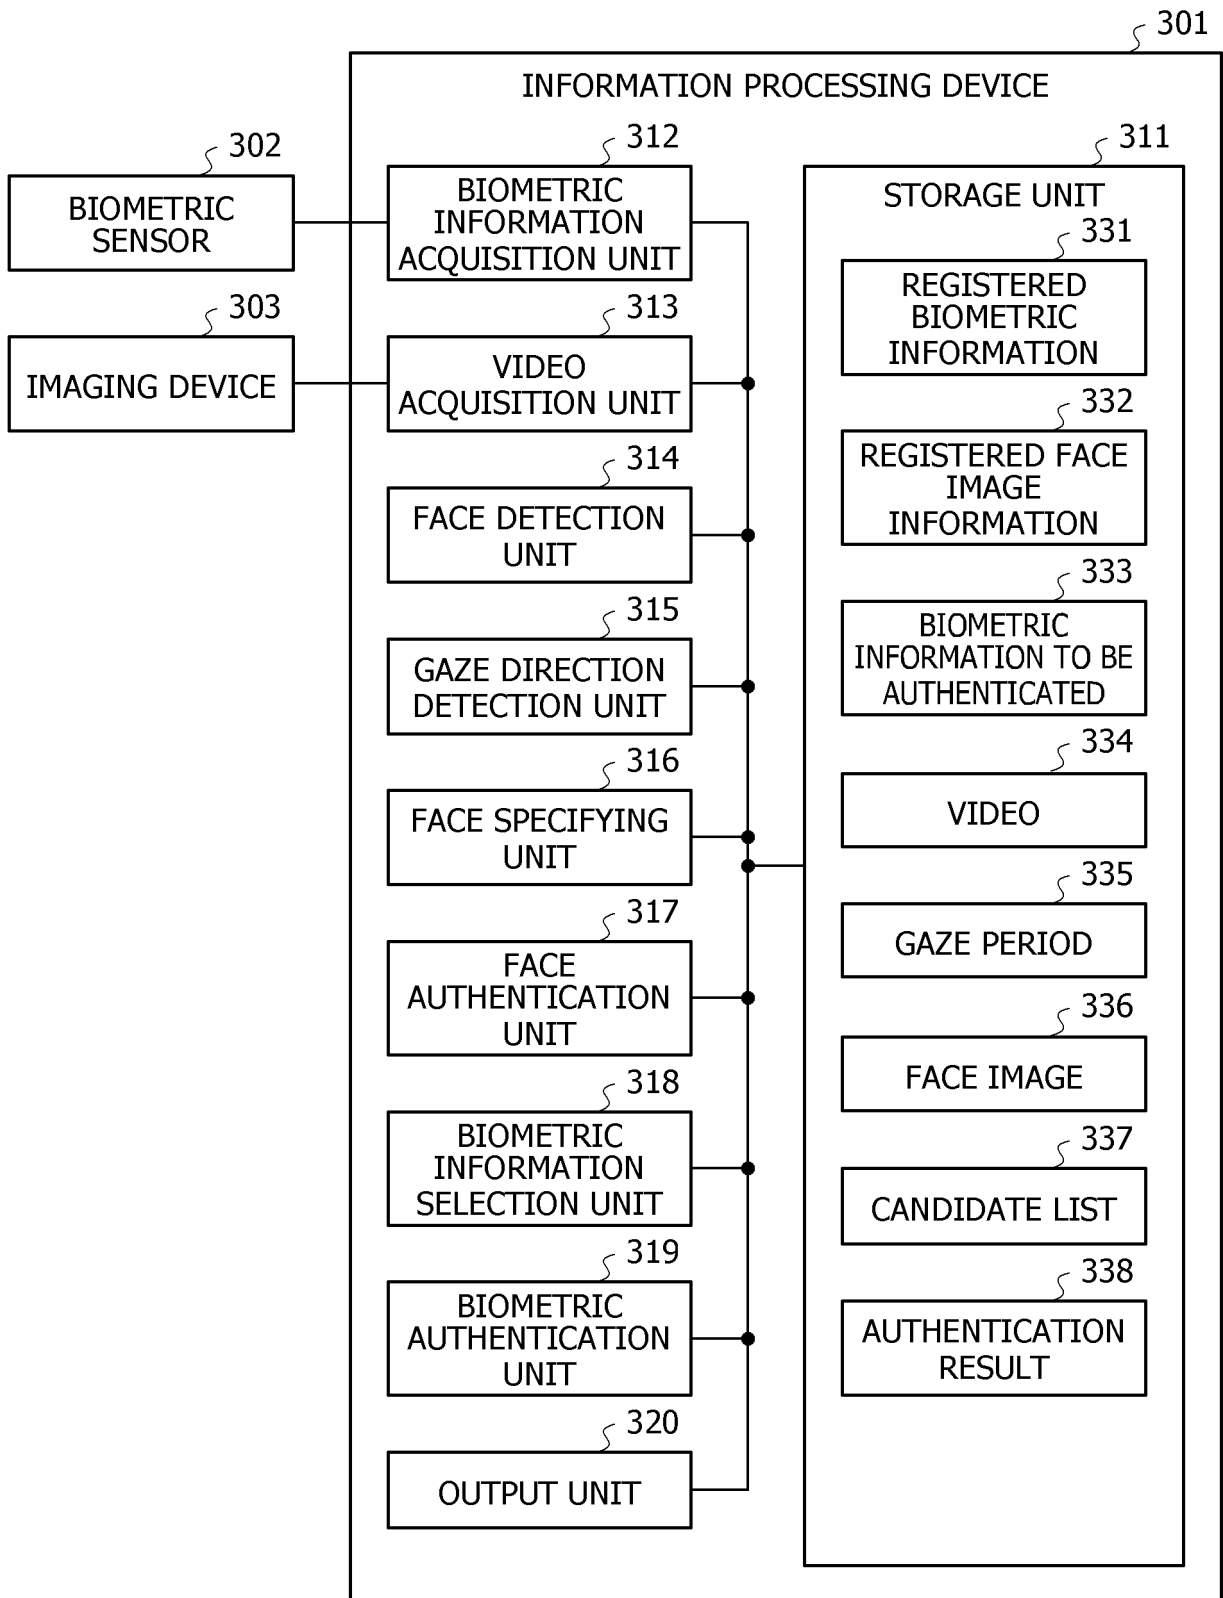 301
INFORMATION PROCESSING DEVICE
302
BIOMETRIC
SENSOR
303
IMAGING DEVICE
312
BIOMETRIC
INFORMATION
ACQUISITION UNIT
313
VIDEO
ACQUISITION UNIT
314
FACE DETECTION
UNIT
315
GAZE DIRECTION
DETECTION UNIT
316
FACE SPECIFYING
UNIT
317
FACE
AUTHENTICATION
UNIT
318
BIOMETRIC
INFORMATION
SELECTION UNIT
319
BIOMETRIC
AUTHENTICATION
UNIT
320
OUTPUT UNIT
311
STORAGE UNIT
331
REGISTERED
BIOMETRIC
INFORMATION
332
REGISTERED FACE
IMAGE
INFORMATION
333
BIOMETRIC
INFORMATION TO BE
AUTHENTICATED
334
VIDEO
335
GAZE PERIOD
336
FACE IMAGE
337
CANDIDATE LIST
338
AUTHENTICATION
RESULT